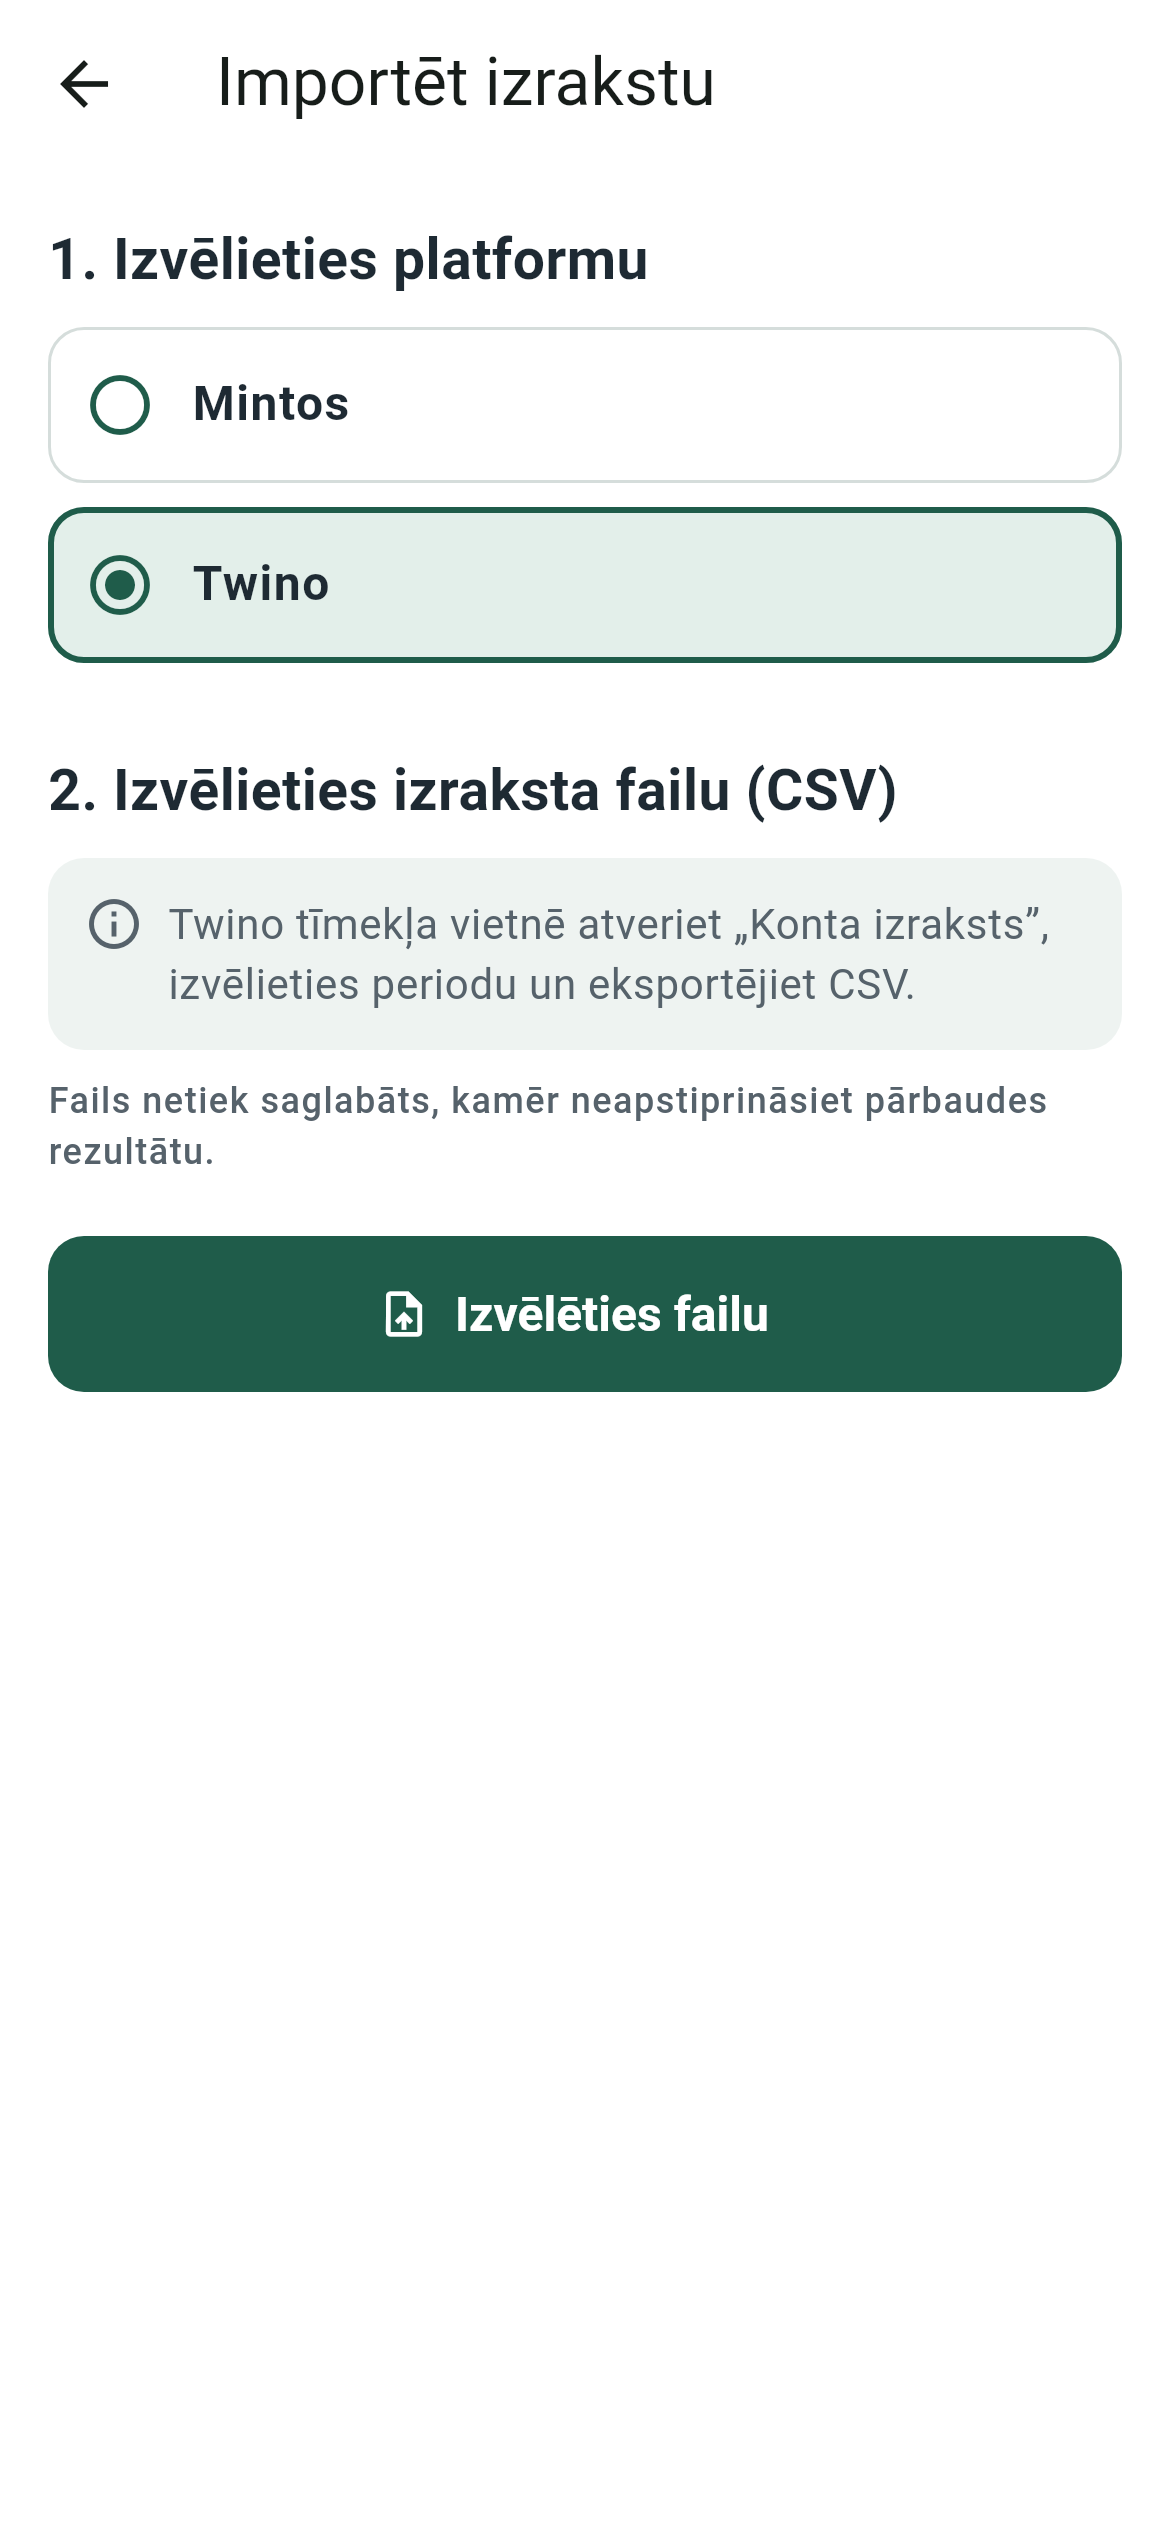 Importēt izrakstu
1. Izvēlieties platformu
Mintos
Twino
2. Izvēlieties izraksta failu (CSV)
Twino tīmekļa vietnē atveriet „Konta izraksts”,
izvēlieties periodu un eksportējiet CSV.
Fails netiek saglabāts, kamēr neapstiprināsiet pārbaudes
rezultātu.
Izvēlēties failu